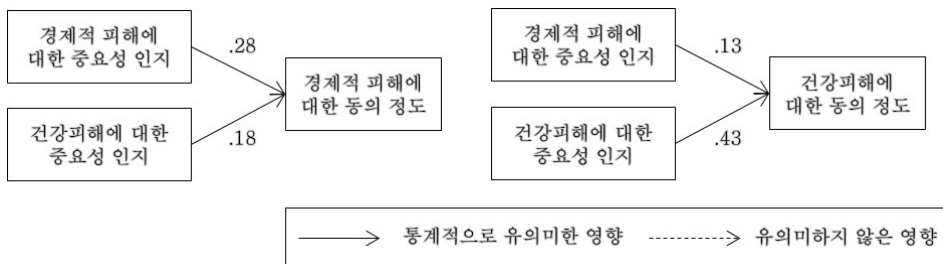 경제적 피해에
대한 중요성 인지
.28
경제적 피해에
대한 동의 정도
건강피해에 대한
중요성 인지
.18
경제적 피해에
대한 중요성 인지
.13
건강피해에
대한 동의 정도
건강피해에 대한
중요성 인지
.43
통계적으로 유의미한 영향
유의미하지 않은 영향